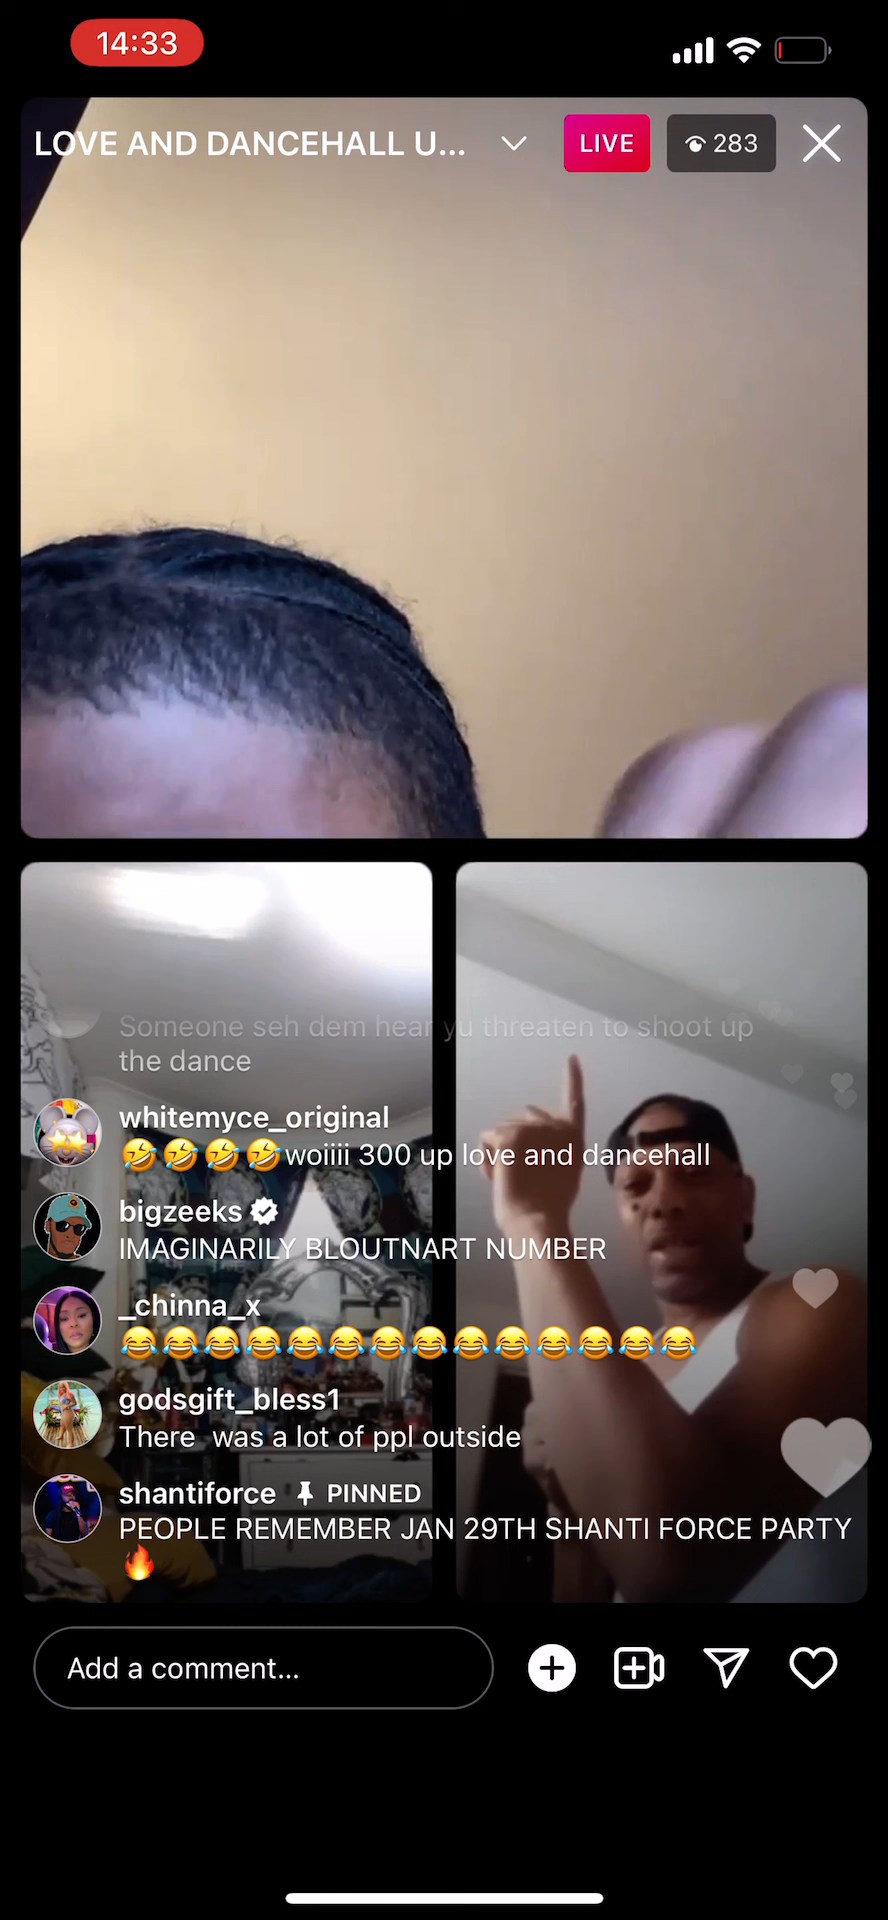 14:33
LOVE AND DANCEHALL U...
LIVE
283
Someone seh dem hear yu threaten to shoot up
the dance
whitemyce_original
🤣🤣🤣🤣woiiii 300 up love and dancehall
bigzeeks
IMAGINARILY BLOUTNART NUMBER
_chinna_x
😂😂😂😂😂😂😂😂😂😂😂😂😂😂
godsgift_bless1
There  was a lot of ppl outside
shantiforce PINNED
PEOPLE REMEMBER JAN 29TH SHANTI FORCE PARTY
🔥
Add a comment...